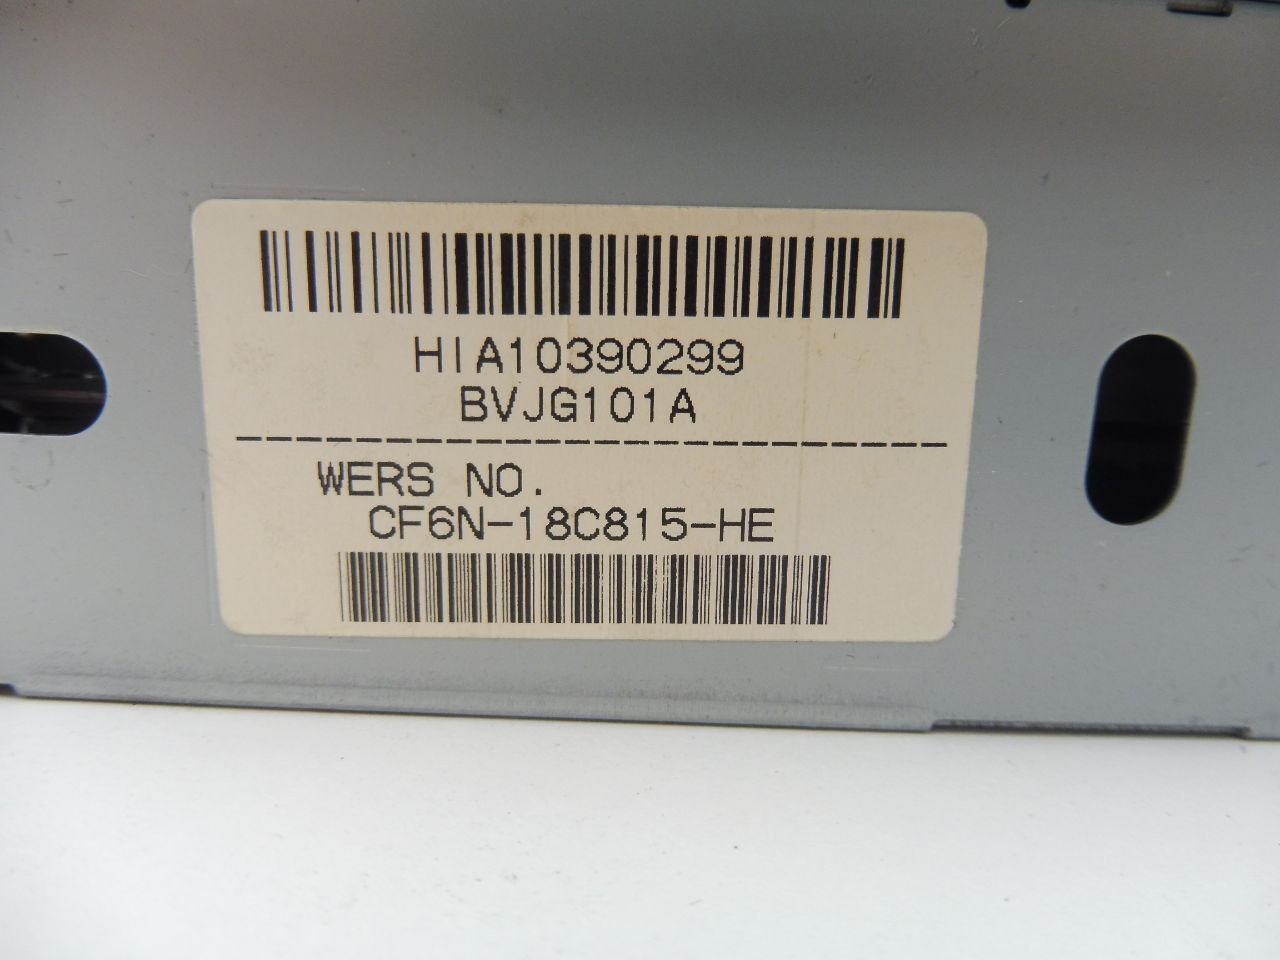 HIA10390299
BVJG101A
WERS NO.
CF6N-18C815-HE